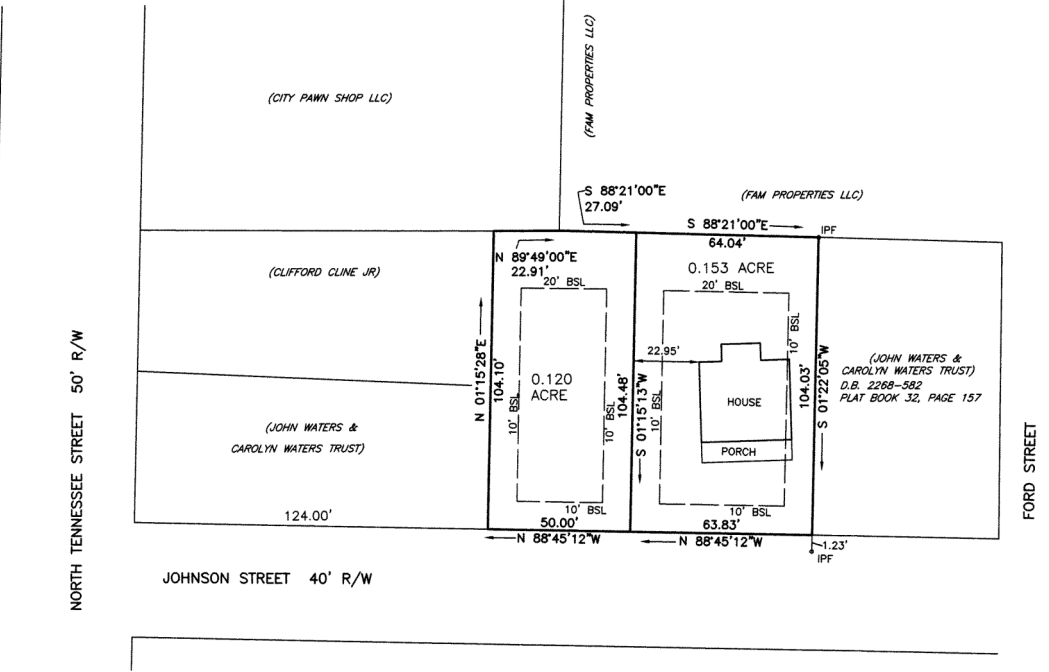 (CITY PAWN SHOP LLC)
(FAM PROPERTIES LLC)
S 88°21'00"E
27.09'
(FAM PROPERTIES LLC)
S 88°21'00"E
64.04'
IPF
(CLIFFORD CLINE JR)
N 89°49'00"E
22.91'
20' BSL
0.153 ACRE
20' BSL
N 01°15'28"E
104.10'
0.120
ACRE
10' BSL
10' BSL
104.48'
S 01°15'13"W
10' BSL
22.95'
HOUSE
PORCH
10' BSL
104.03'
S 01°22'05"W
(JOHN WATERS &
CAROLYN WATERS TRUST)
D.B. 2268-582
PLAT BOOK 32, PAGE 157
(JOHN WATERS &
CAROLYN WATERS TRUST)
NORTH TENNESSEE STREET 50' R/W
FORD STREET
124.00'
10' BSL
50.00'
N 88°45'12"W
10' BSL
63.83'
N 88°45'12"W
1.23'
IPF
JOHNSON STREET 40' R/W